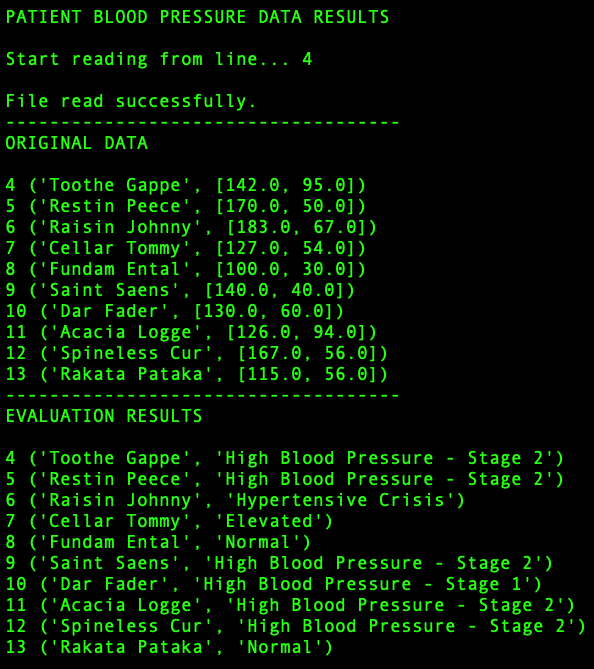 PATIENT BLOOD PRESSURE DATA RESULTS
Start reading from line... 4
File read successfully.
------------------------------------
ORIGINAL DATA
4 ('Toothe Gappe', [142.0, 95.0])
5 ('Restin Peece', [170.0, 50.0])
6 ('Raisin Johnny', [183.0, 67.0])
7 ('Cellar Tommy', [127.0, 54.0])
8 ('Fundam Ental', [100.0, 30.0])
9 ('Saint Saens', [140.0, 40.0])
10 ('Dar Fader', [130.0, 60.0])
11 ('Acacia Logge', [126.0, 94.0])
12 ('Spineless Cur', [167.0, 56.0])
13 ('Rakata Pataka', [115.0, 56.0])
------------------------------------
EVALUATION RESULTS
4 ('Toothe Gappe', 'High Blood Pressure - Stage 2')
5 ('Restin Peece', 'High Blood Pressure - Stage 2')
6 ('Raisin Johnny', 'Hypertensive Crisis')
7 ('Cellar Tommy', 'Elevated')
8 ('Fundam Ental', 'Normal')
9 ('Saint Saens', 'High Blood Pressure - Stage 2')
10 ('Dar Fader', 'High Blood Pressure - Stage 1')
11 ('Acacia Logge', 'High Blood Pressure - Stage 2')
12 ('Spineless Cur', 'High Blood Pressure - Stage 2')
13 ('Rakata Pataka', 'Normal')